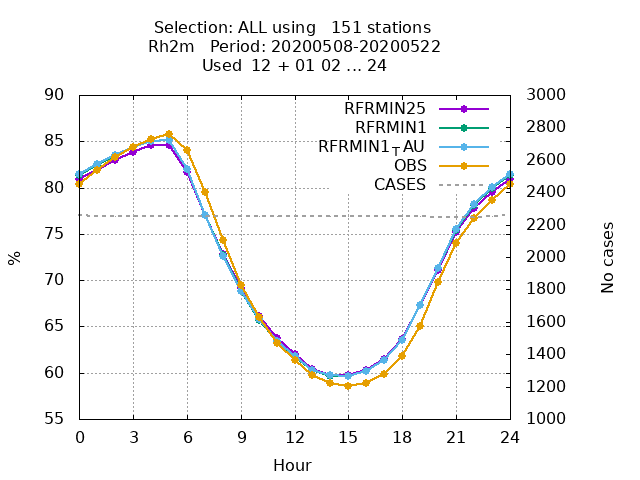 Selection: ALL using   151 stations
Rh2m   Period: 20200508-20200522
Used  12 + 01 02 ... 24
90
85
80
75
70
65
60
55
%
3000
2800
2600
2400
2200
2000
1800
1600
1400
1200
1000
No cases
RFRMIN25
RFRMIN1
RFRMIN1┬AU
OBS
CASES
0 3 6 9 12 15 18 21 24
Hour